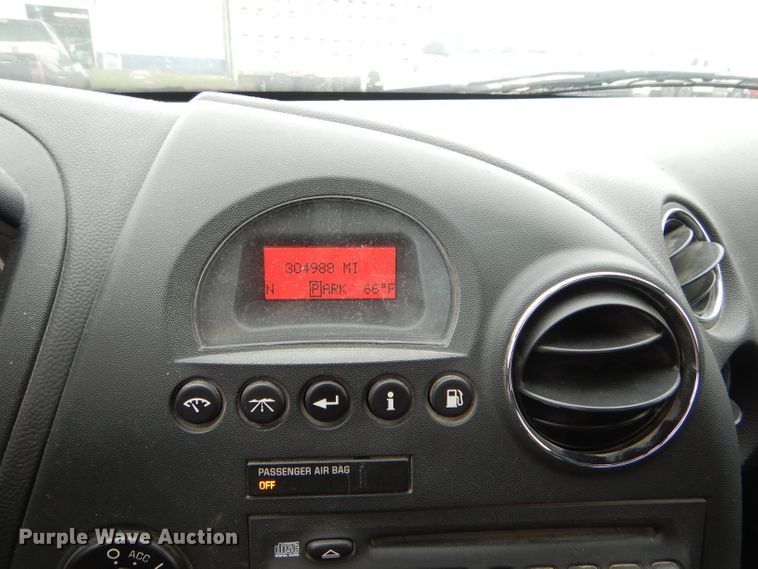 304988 MI
N PARK 66°F
PASSENGER AIR BAG
OFF
Purple Wave Auction
ACC